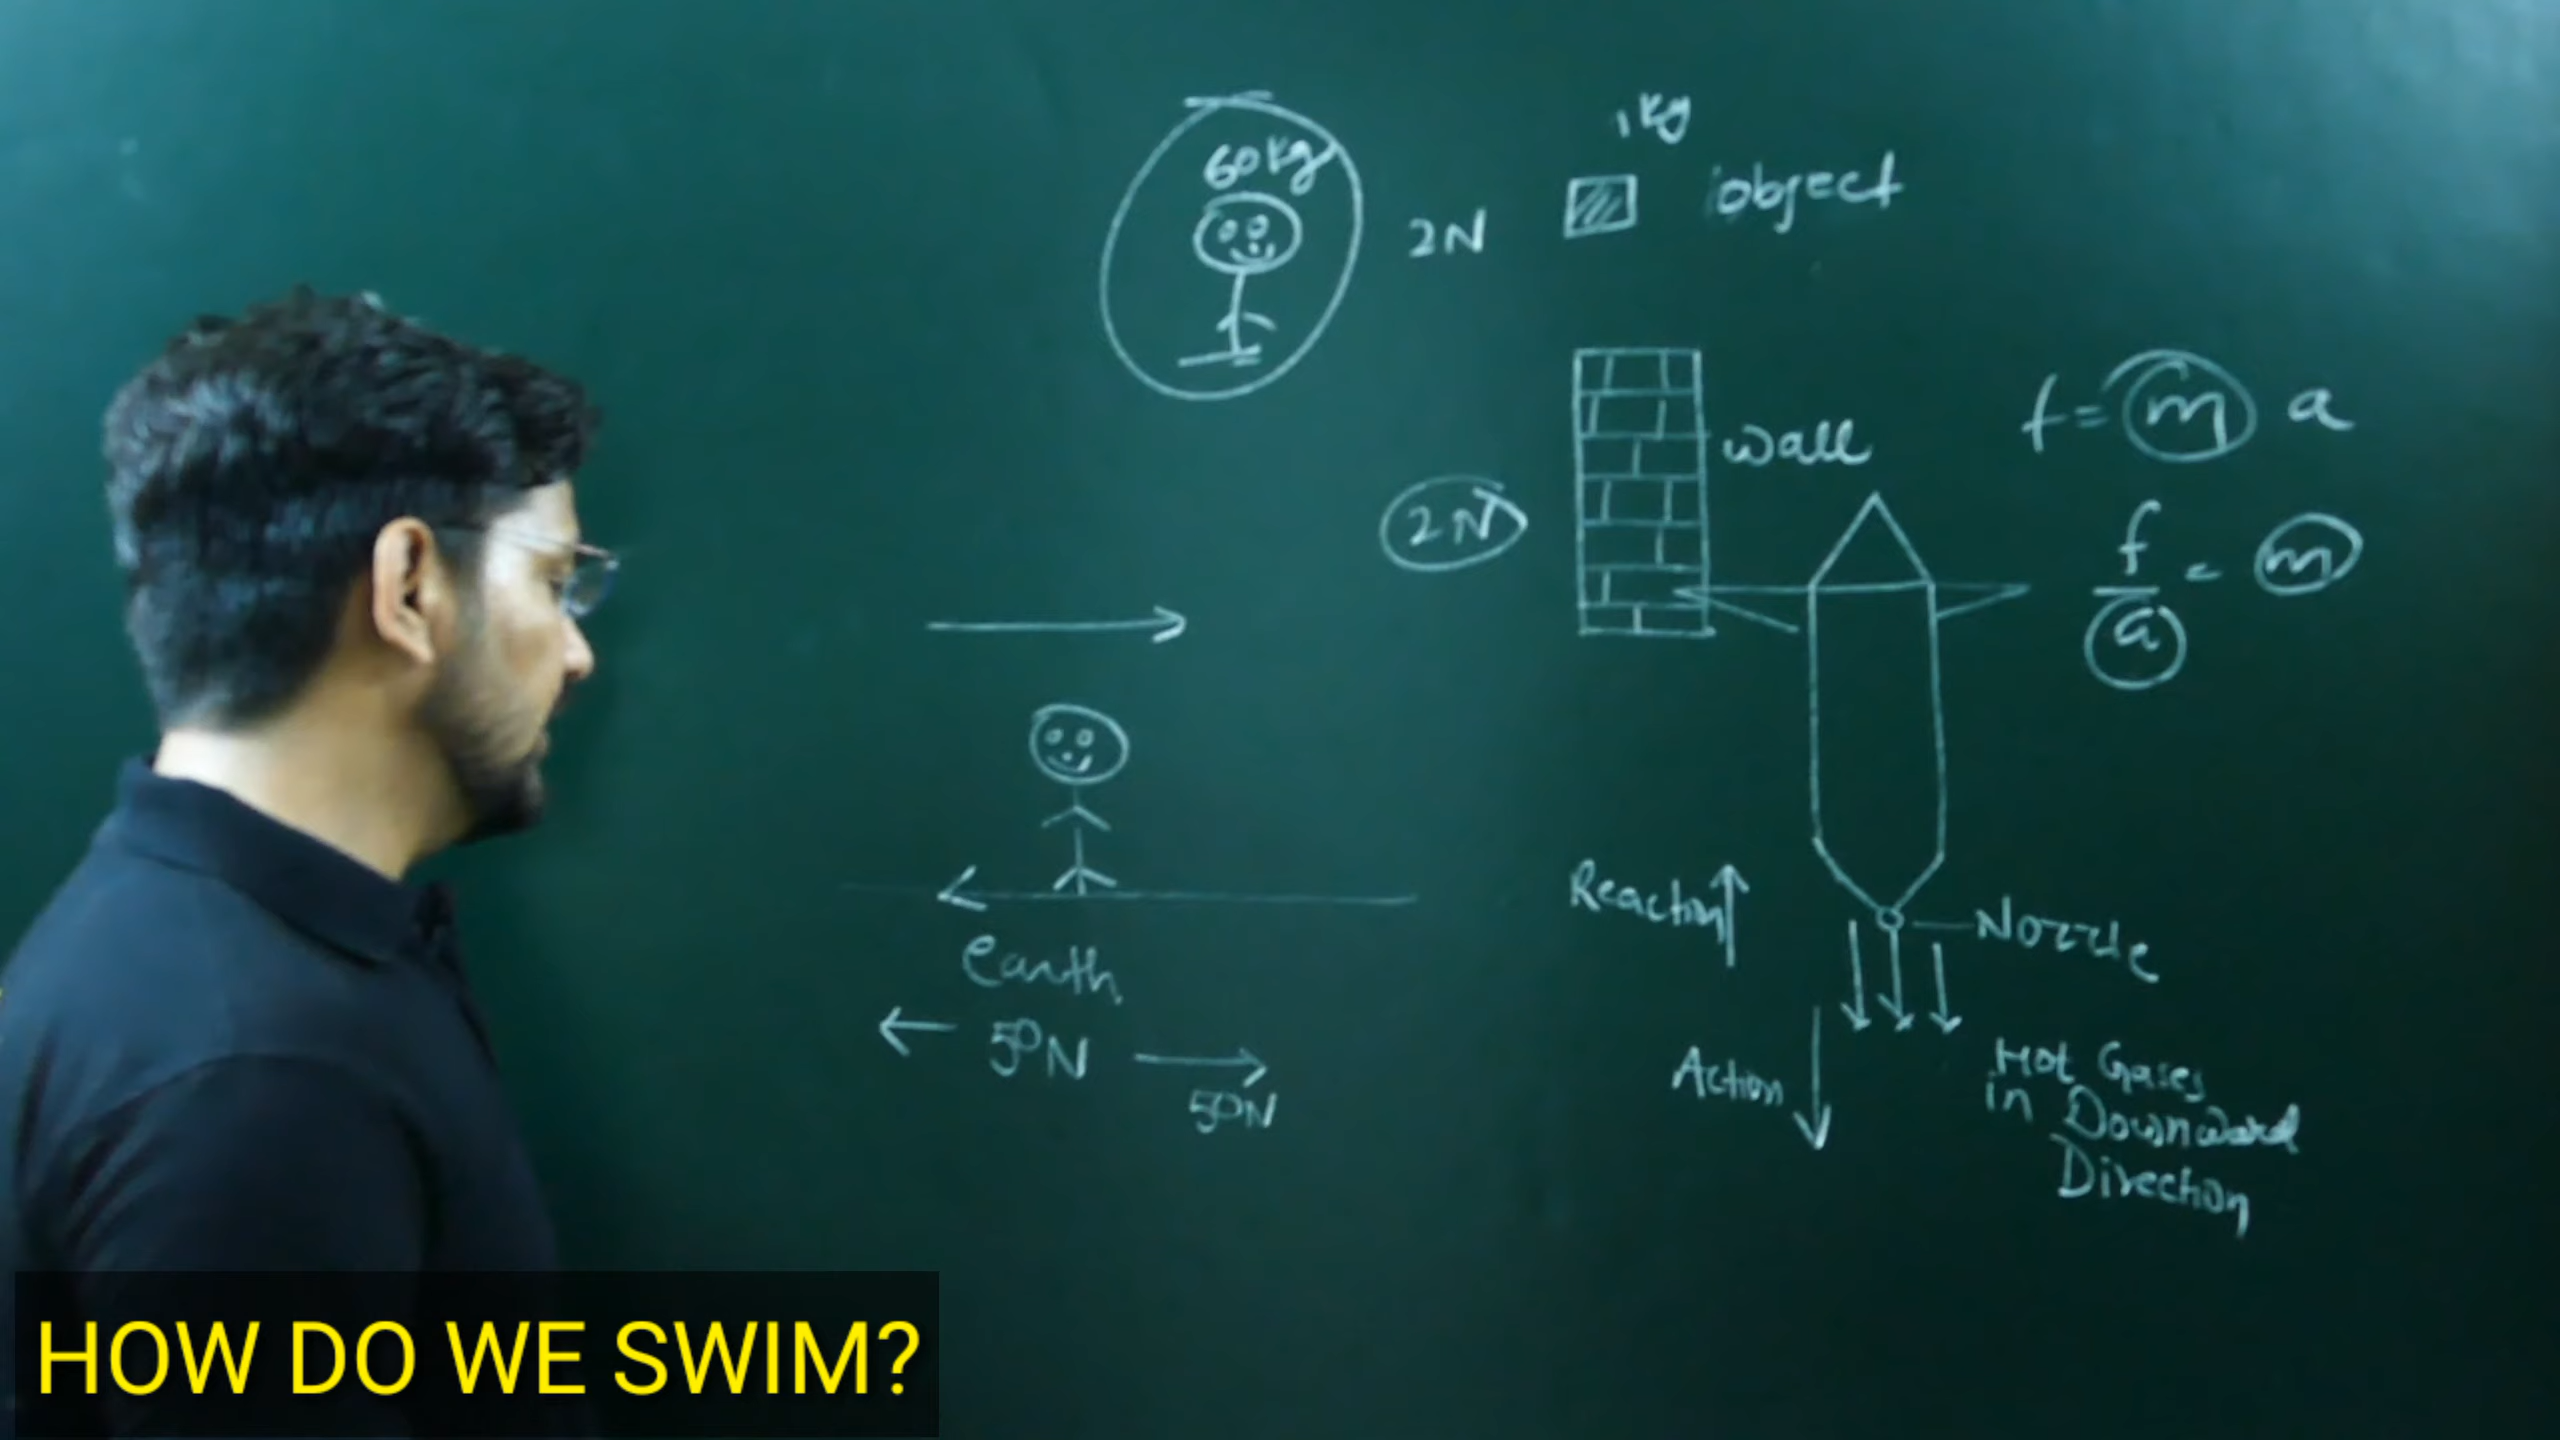 60kg
1kg
2N
object
wall
2N
f = m a
f/a = m
earth
50N
50N
Reaction
Nozzle
Action
Hot Gases
in Downward
Direction
HOW DO WE SWIM?